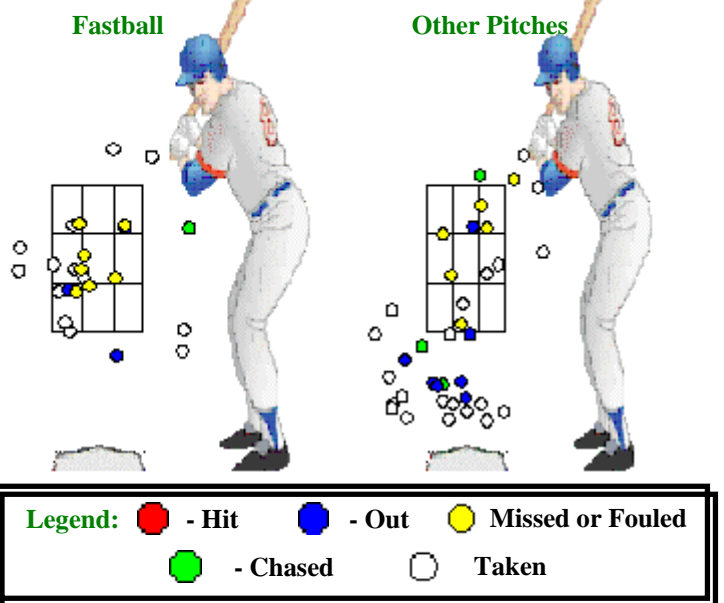 Fastball
Other Pitches
Legend: - Hit - Out Missed or Fouled
- Chased Taken